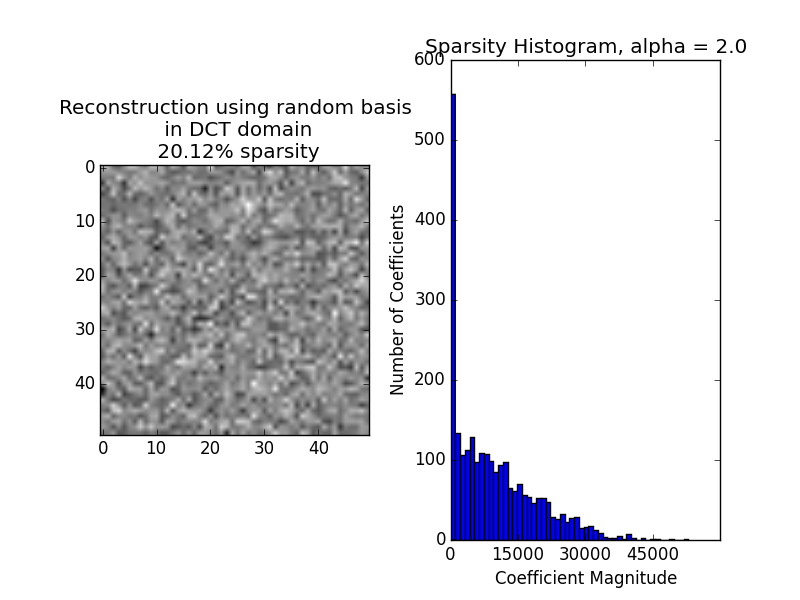 Reconstruction using random basis
in DCT domain
20.12% sparsity
0
10
20
30
40
0 10 20 30 40
Sparsity Histogram, alpha = 2.0
600
500
400
300
200
100
0
Number of Coefficients
0 15000 30000 45000
Coefficient Magnitude